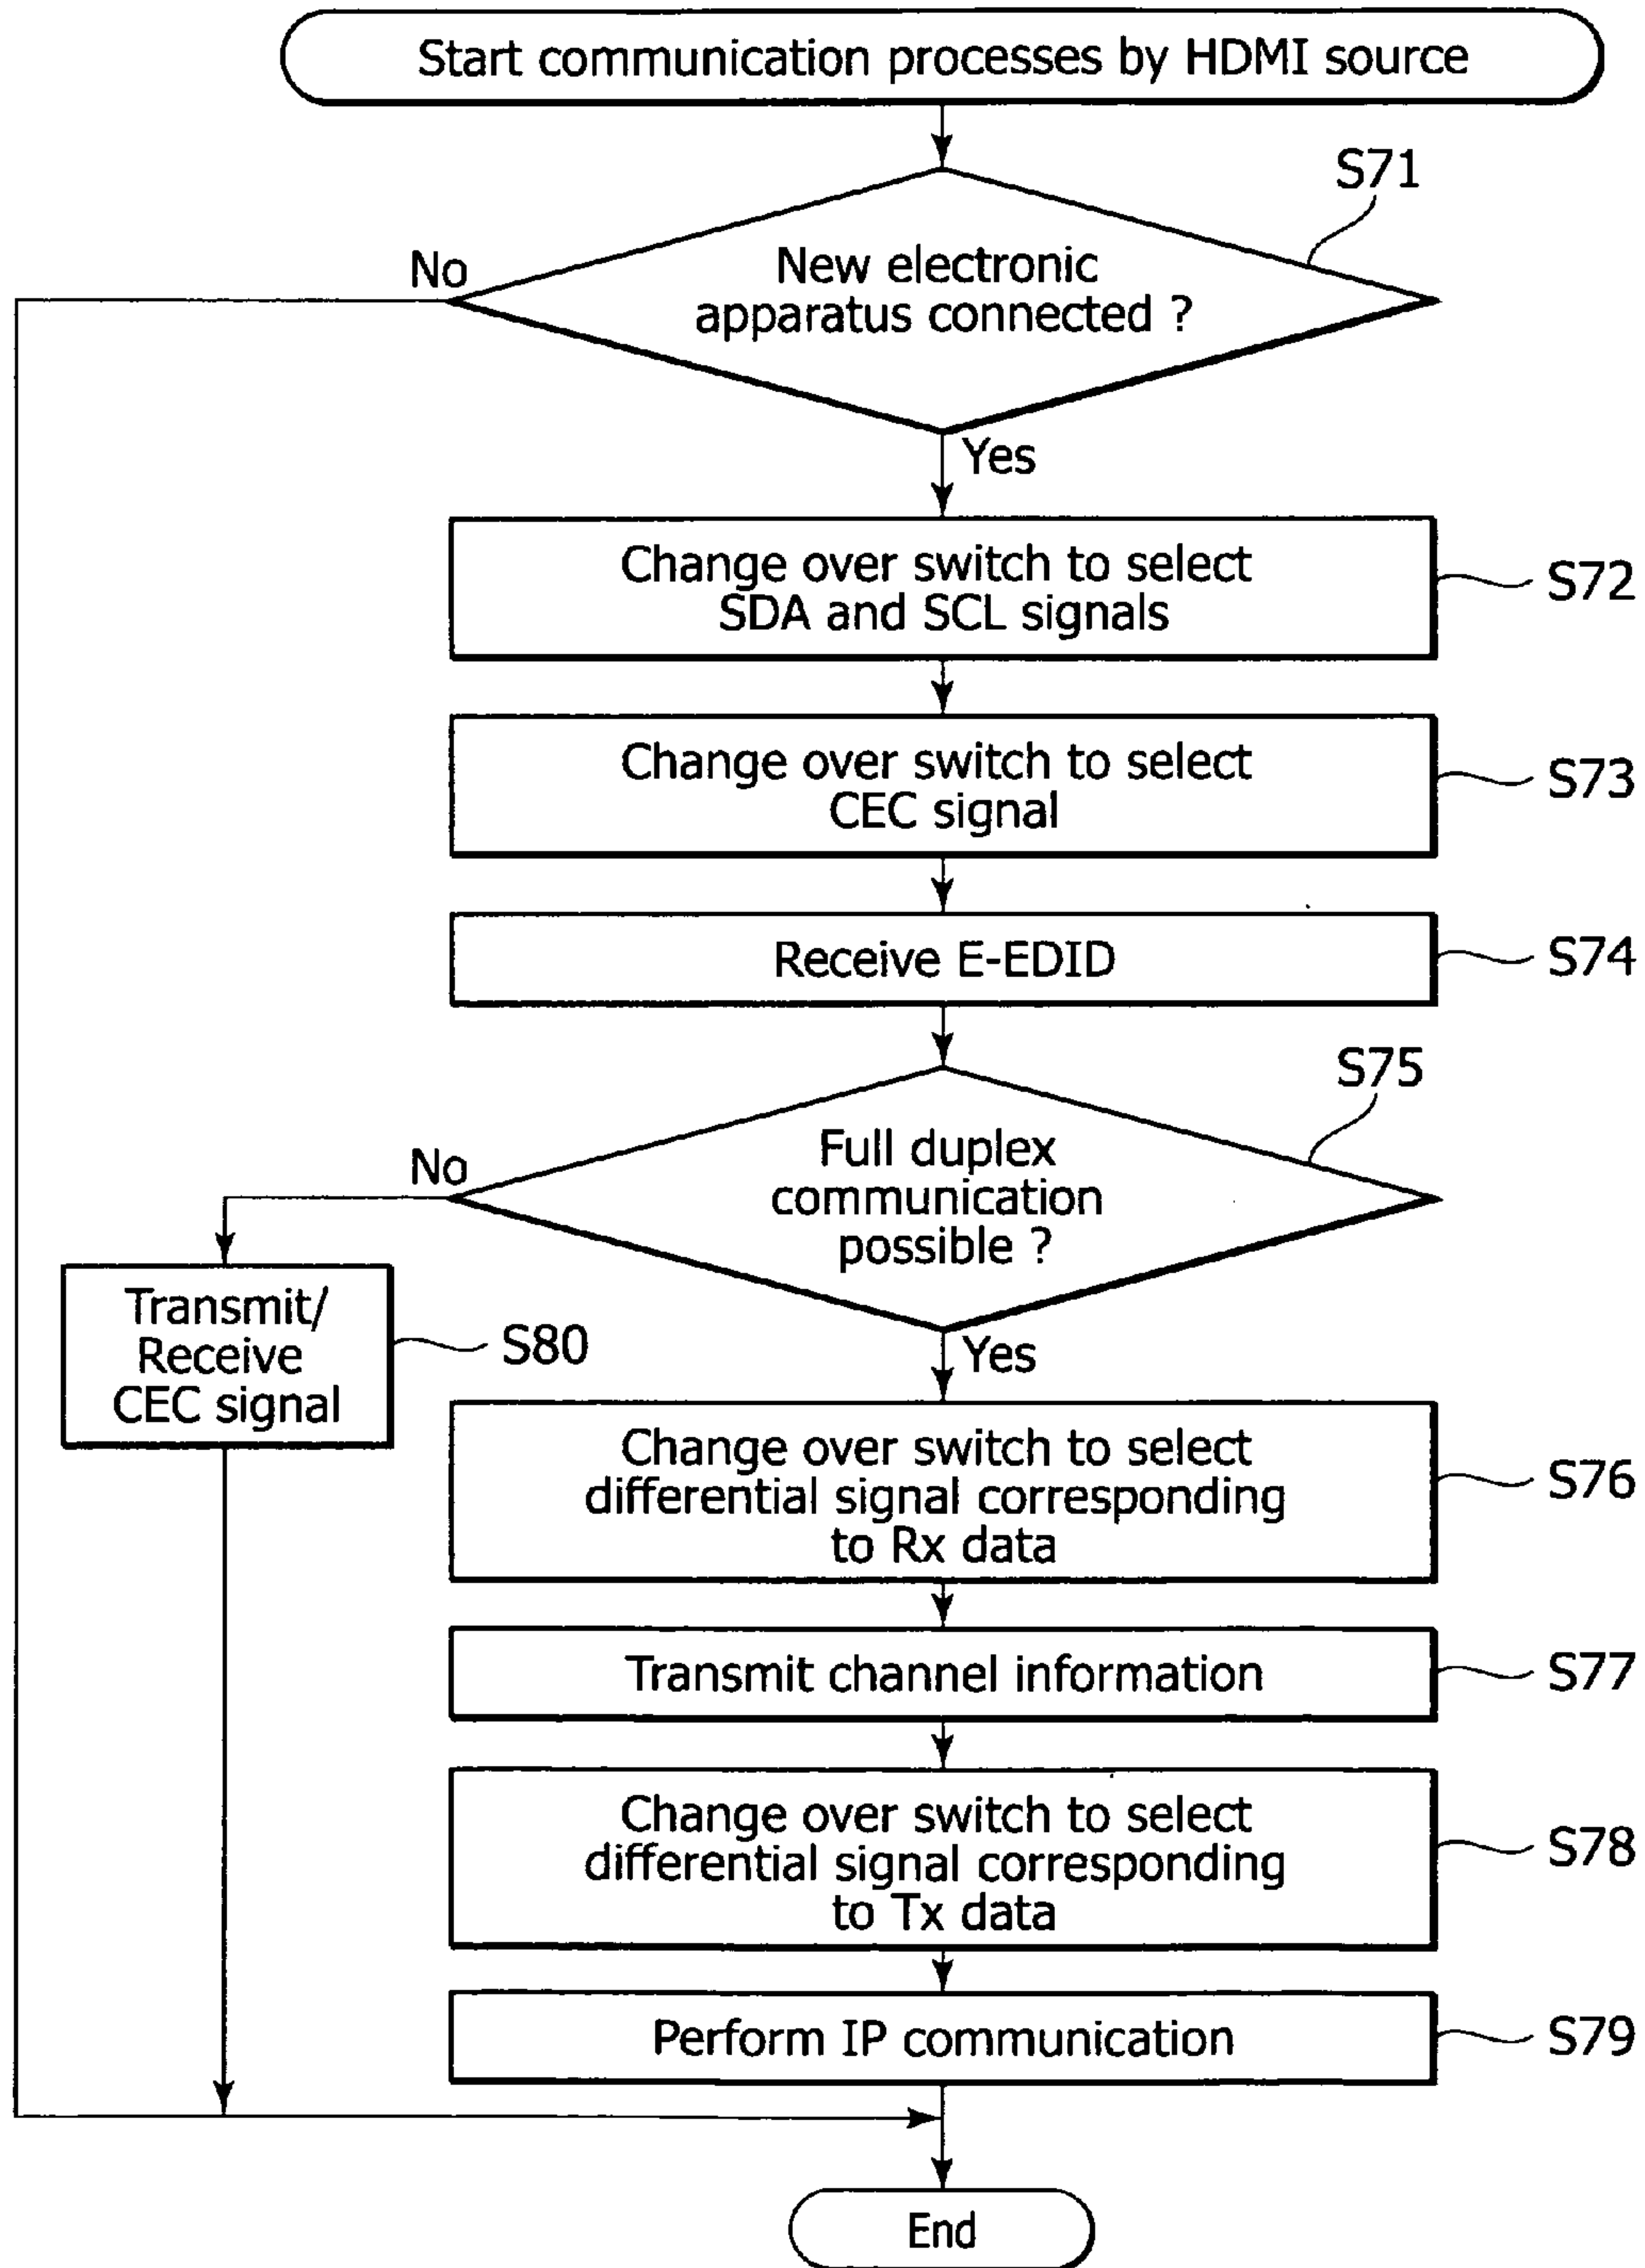 Start communication processes by HDMI source
S71
No
New electronic
apparatus connected ?
Yes
Change over switch to select
SDA and SCL signals
S72
Change over switch to select
CEC signal
S73
Receive E-EDID
S74
S75
No
Full duplex
communication
possible ?
Transmit/
Receive
CEC signal
S80
Yes
Change over switch to select
differential signal corresponding
to Rx data
S76
Transmit channel information
S77
Change over switch to select
differential signal corresponding
to Tx data
S78
Perform IP communication
S79
End